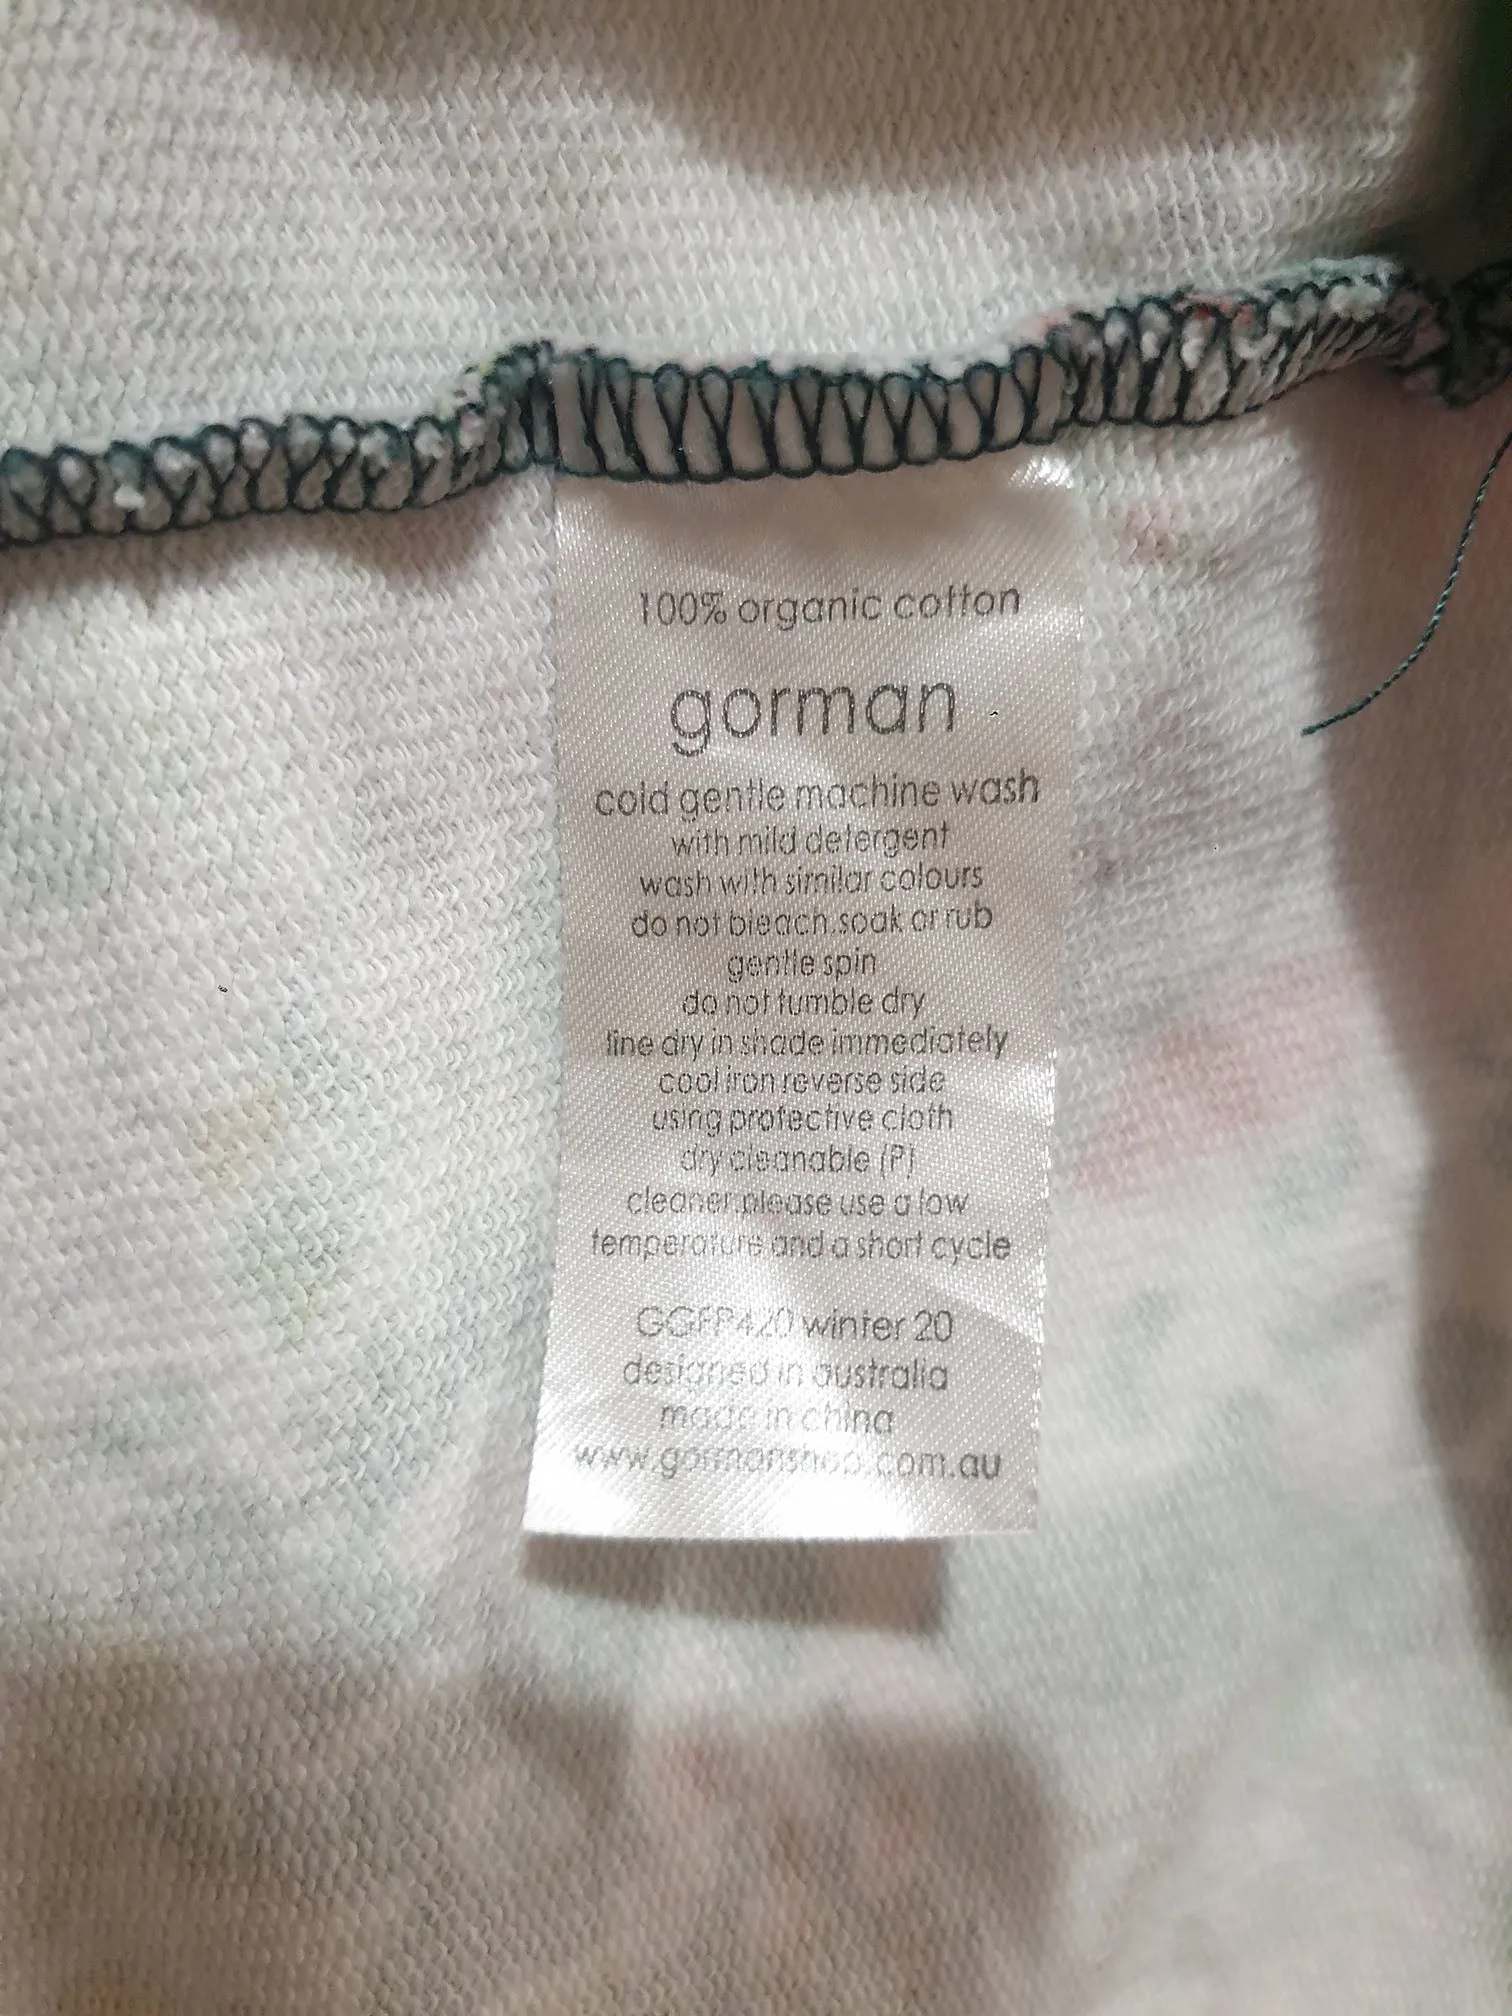 100% organic cotton
gorman
cold gentle machine wash
with mild detergent
wash with similar colours
do not bleach.soak or rub
gentle spin
do not tumble dry
line dry in shade immediately
cool iron reverse side
using protective cloth
dry cleanable (P)
cleaner.please use a low
temperature and a short cycle
GGFP420 winter 20
designed in australia
made in china
www.gormanshop.com.au